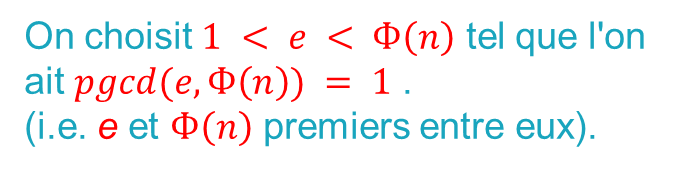 On choisit 1 < e < Φ(n) tel que l'on
ait pgcd(e, Φ(n)) = 1 .
(i.e. e et Φ(n) premiers entre eux).